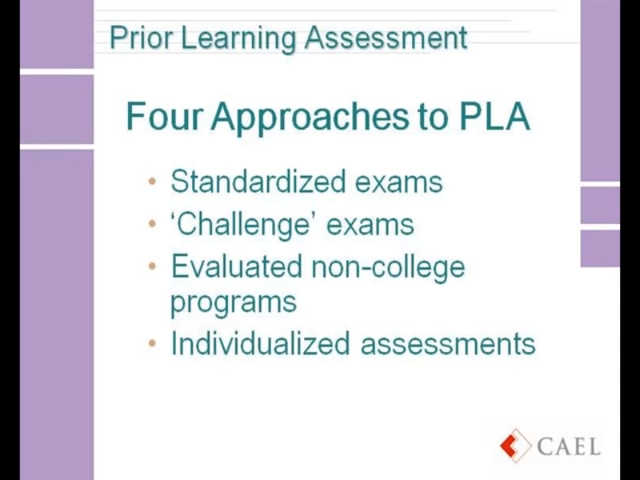 Prior Learning Assessment
Four Approaches to PLA
• Standardized exams
• ‘Challenge’ exams
• Evaluated non-college
programs
• Individualized assessments
CAEL